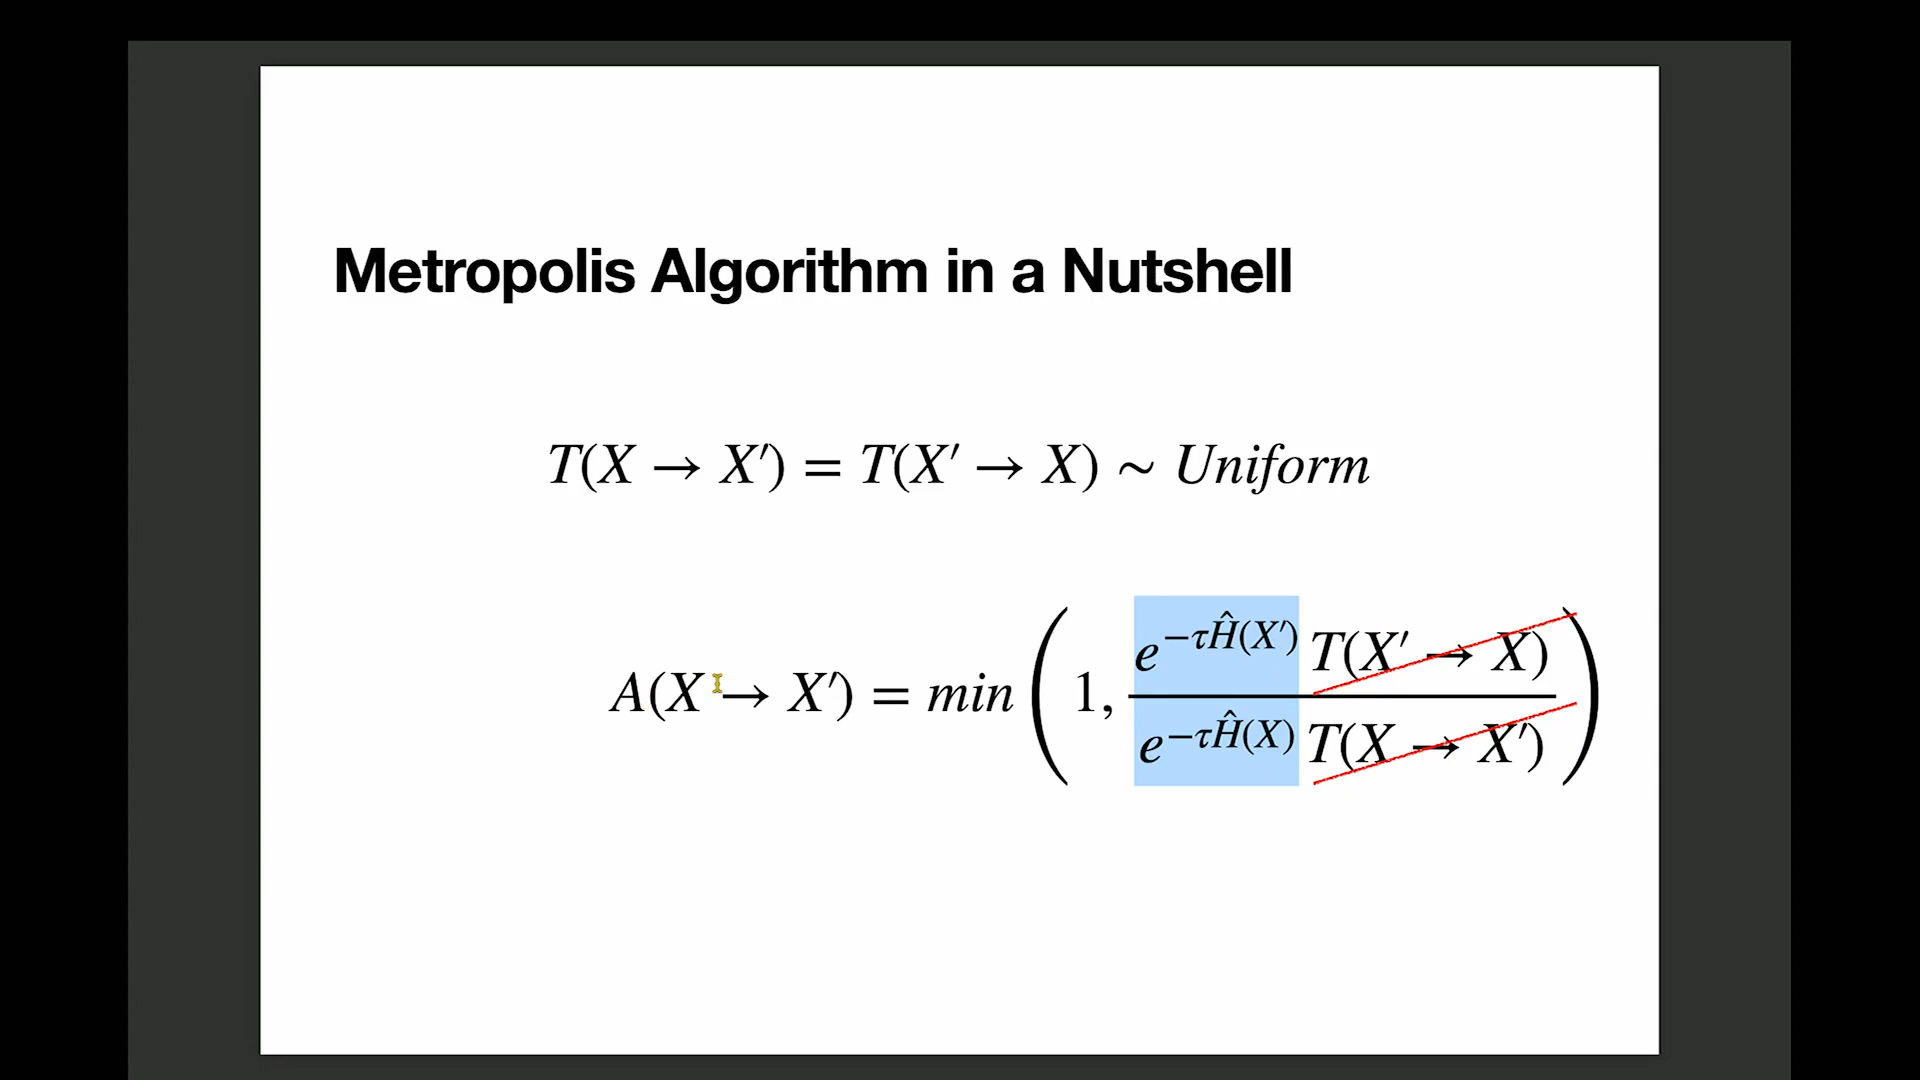 Metropolis Algorithm in a Nutshell
T(X → X′) = T(X′ → X) ∼ Uniform
A(X → X′) = min (1, e^{−τĤ(X′)} T(X′ → X) / e^{−τĤ(X)} T(X → X′))